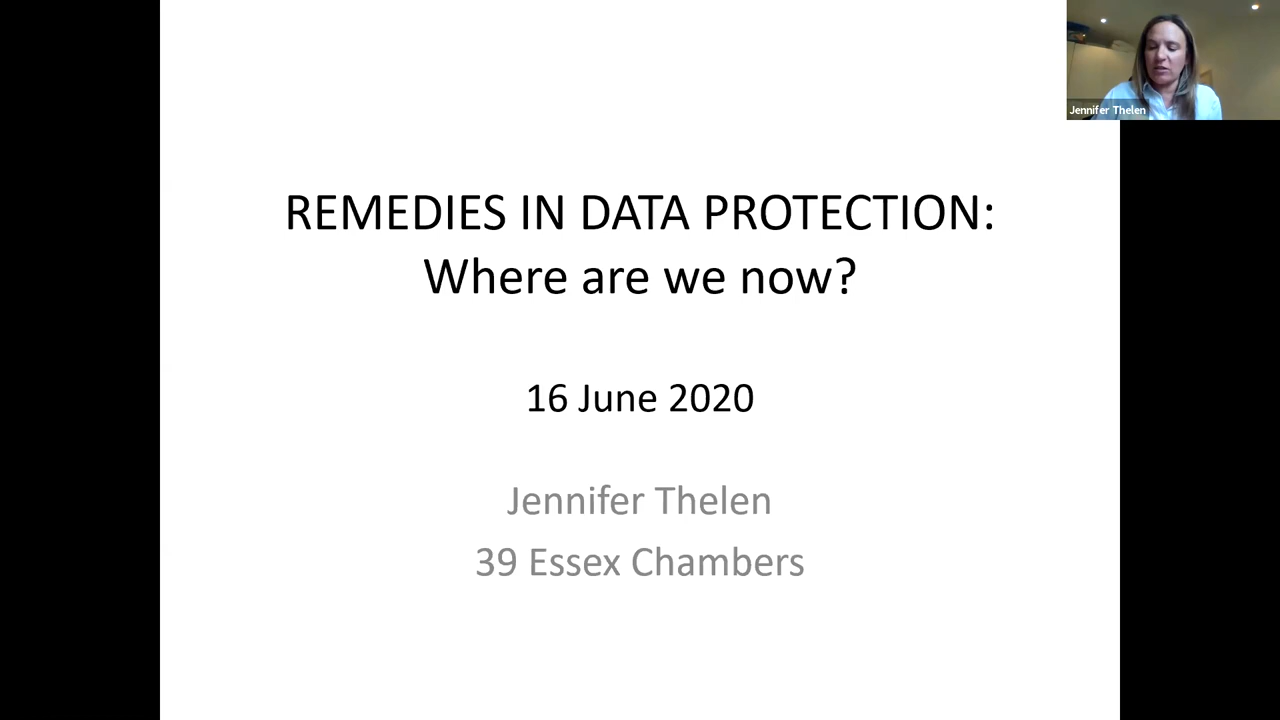 Jennifer Thelen
REMEDIES IN DATA PROTECTION:
Where are we now?
16 June 2020
Jennifer Thelen
39 Essex Chambers